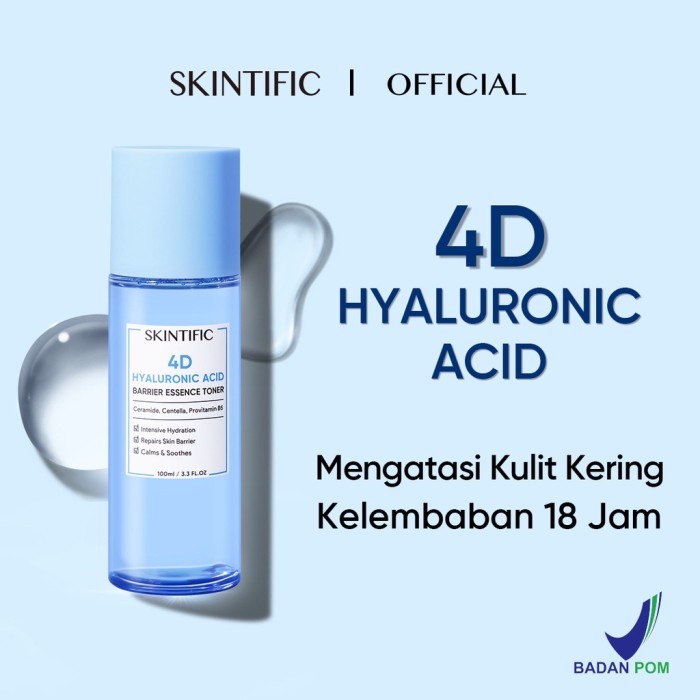 SKINTIFIC | OFFICIAL
4D
HYALURONIC
ACID
Mengatasi Kulit Kering
Kelembaban 18 Jam
SKINTIFIC
4D
HYALURONIC ACID
BARRIER ESSENCE TONER
Ceramide, Centella, Provitamin B5
Intensive Hydration
Repairs Skin Barrier
Calms & Soothes
100ml / 3.3 FL.OZ
BADAN POM